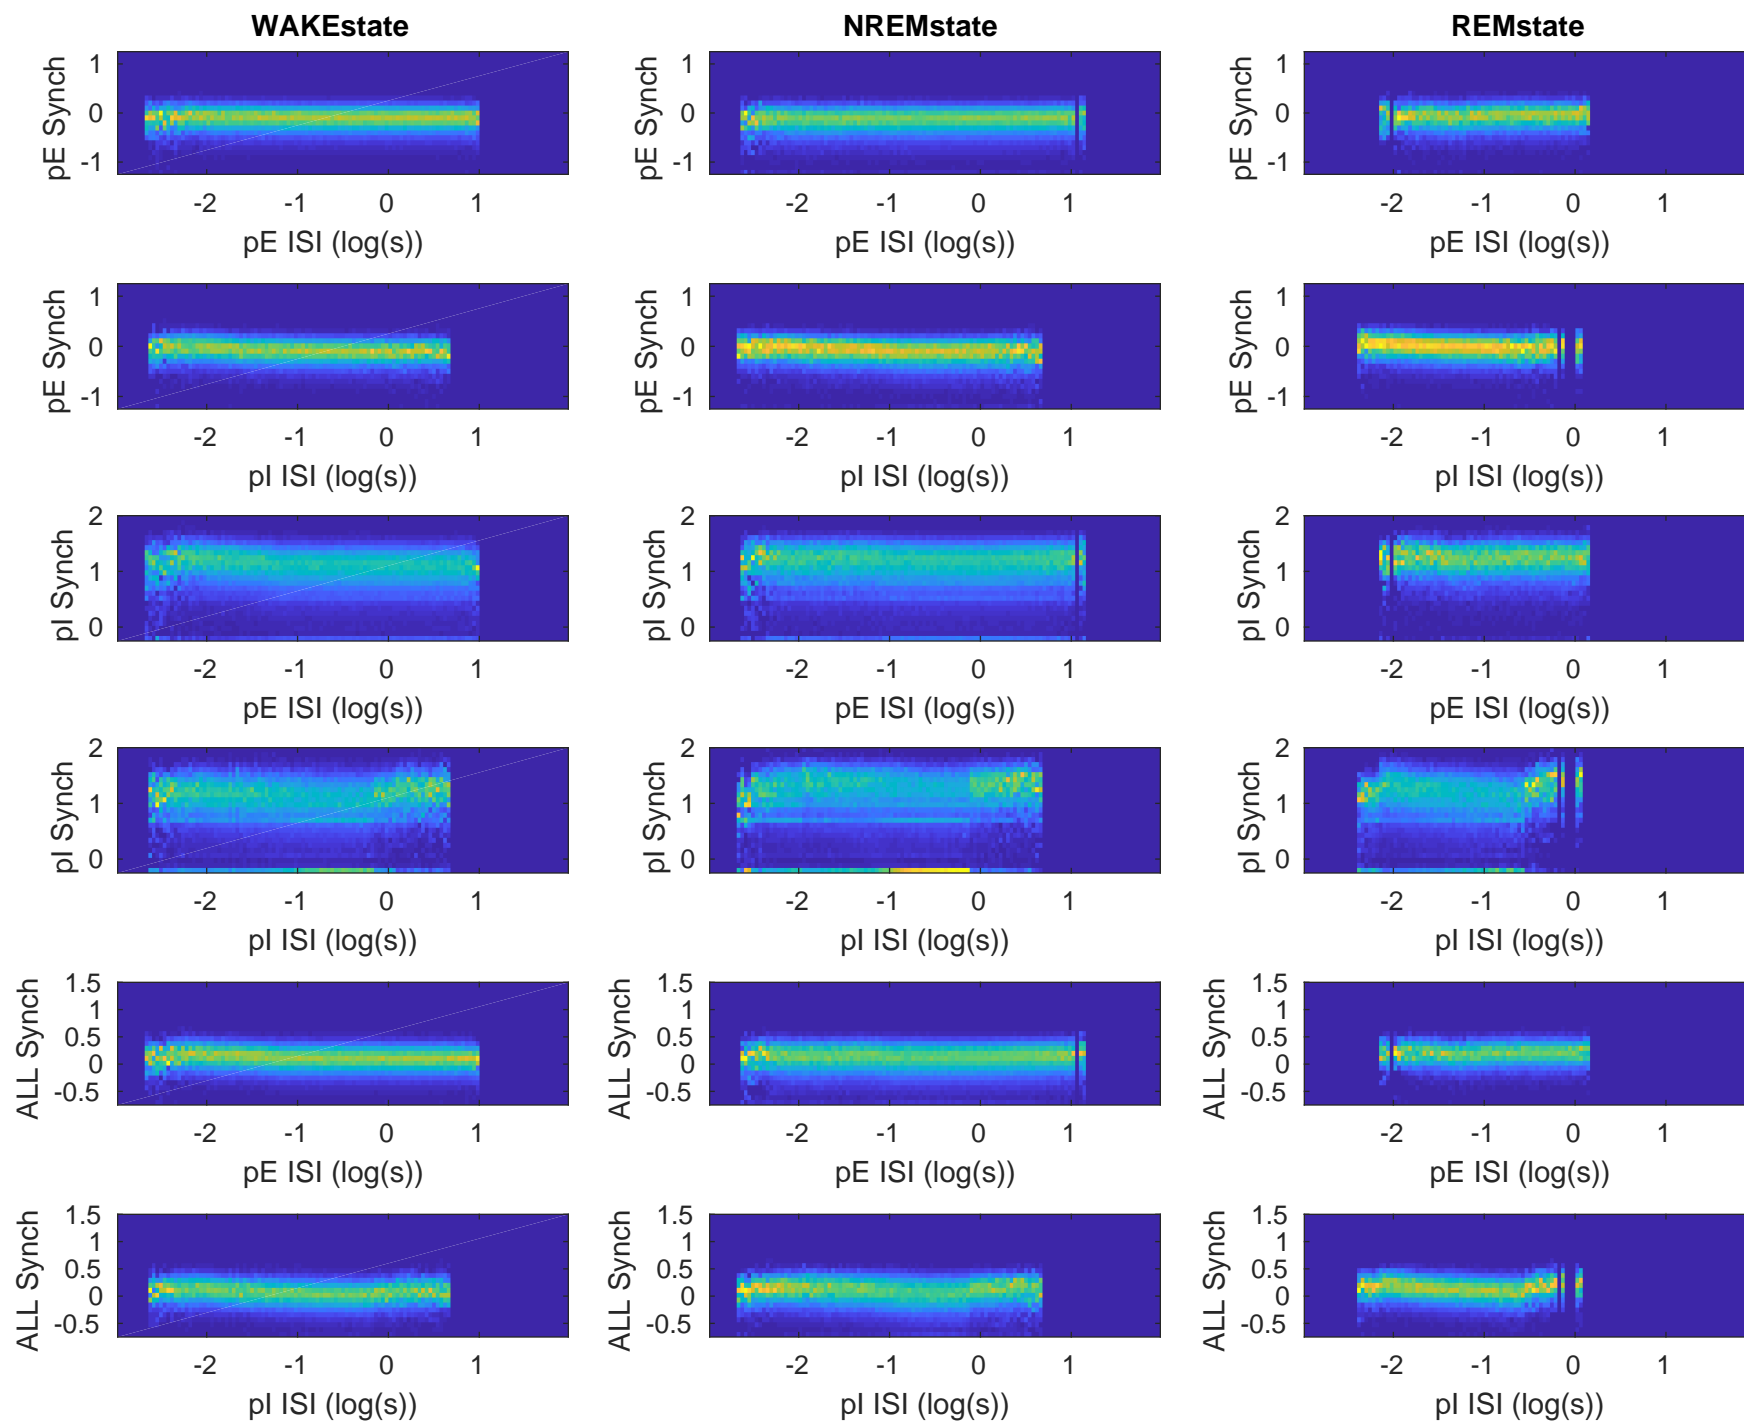 WAKEstate NREMstate REMstate
1 1 1
pE Synch pE Synch pE Synch
0 0 0
-1 -1 -1
-2 -1 0 1 -2 -1 0 1 -2 -1 0 1
pE ISI (log(s)) pE ISI (log(s)) pE ISI (log(s))
1 1 1
pE Synch pE Synch pE Synch
0 0 0
-1 -1 -1
-2 -1 0 1 -2 -1 0 1 -2 -1 0 1
pI ISI (log(s)) pI ISI (log(s)) pI ISI (log(s))
2 2 2
pI Synch pI Synch pI Synch
1 1 1
0 0 0
-2 -1 0 1 -2 -1 0 1 -2 -1 0 1
pE ISI (log(s)) pE ISI (log(s)) pE ISI (log(s))
2 2 2
pI Synch pI Synch pI Synch
1 1 1
0 0 0
-2 -1 0 1 -2 -1 0 1 -2 -1 0 1
pI ISI (log(s)) pI ISI (log(s)) pI ISI (log(s))
1.5 1.5 1.5
1 1 1
ALL Synch ALL Synch ALL Synch
0.5 0.5 0.5
0 0 0
-0.5 -0.5 -0.5
-2 -1 0 1 -2 -1 0 1 -2 -1 0 1
pE ISI (log(s)) pE ISI (log(s)) pE ISI (log(s))
1.5 1.5 1.5
1 1 1
ALL Synch ALL Synch ALL Synch
0.5 0.5 0.5
0 0 0
-0.5 -0.5 -0.5
-2 -1 0 1 -2 -1 0 1 -2 -1 0 1
pI ISI (log(s)) pI ISI (log(s)) pI ISI (log(s))